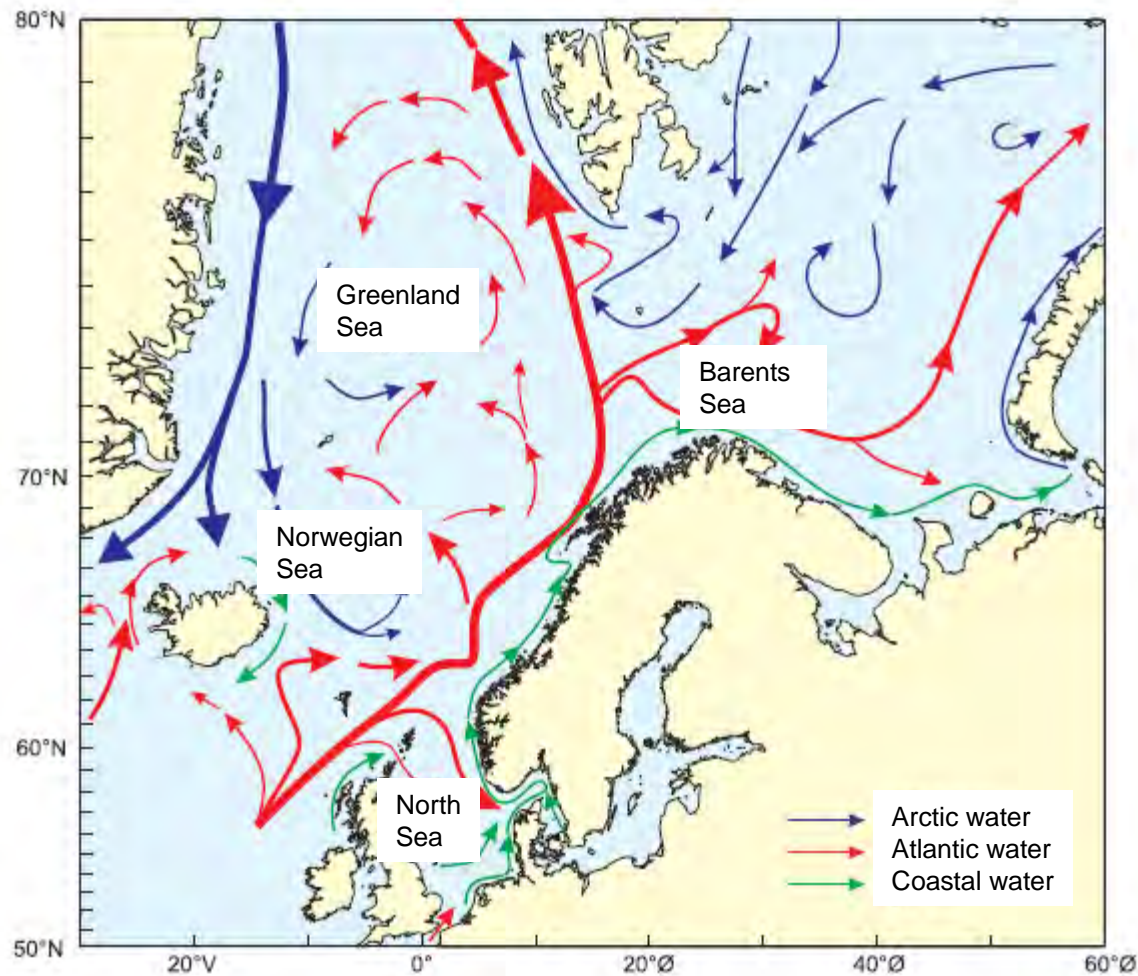 80°N
Greenland
Sea
Barents
Sea
70°N
Norwegian
Sea
60°N
North
Sea
Arctic water
Atlantic water
Coastal water
50°N
20°V
0°
20°Ø
40°Ø
60°Ø